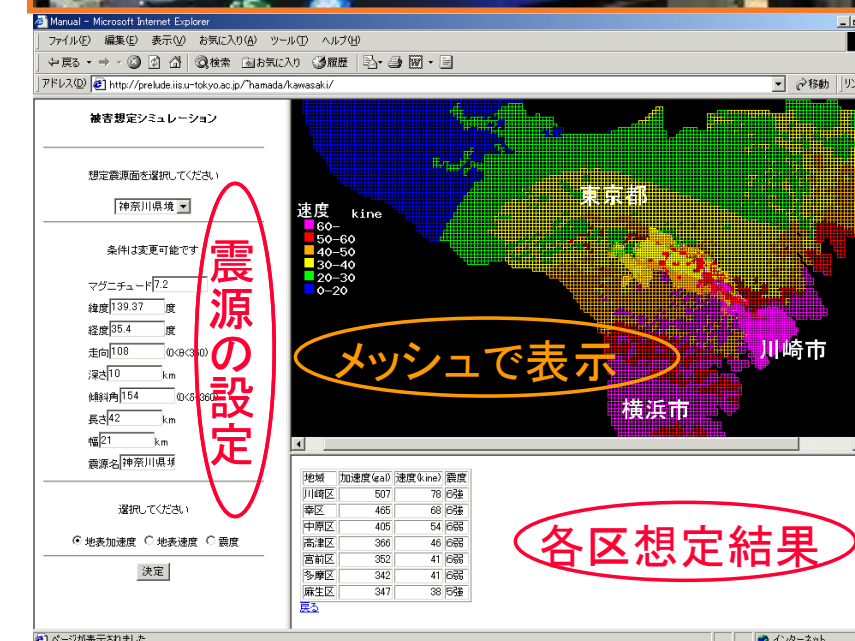 Manual - Microsoft Internet Explorer
ファイル(F) 編集(E) 表示(V) お気に入り(A) ツール(T) ヘルプ(H)
戻る 検索 お気に入り 履歴
アドレス(D) http://prelude.iis.u-tokyo.ac.jp/~hamada/kawasaki/ 移動 リン
被害想定シミュレーション
想定震源面を選択してください
神奈川県境
条件は変更可能です
マグニチュード 7.2
緯度 139.37 度
経度 35.4 度
走向 108 (0<θ<360)
深さ 10 km
傾斜角 154 (0<δ<360)
長さ 42 km
幅 21 km
震源名 神奈川県境
選択してください
地表加速度 地表速度 震度
決定
震源の設定
速度 kine
60-
50-60
40-50
30-40
20-30
0-20
東京都
川崎市
横浜市
メッシュで表示
地域 加速度(gal) 速度(kine) 震度
川崎区 507 78 6強
幸区 465 68 6強
中原区 405 54 6弱
高津区 366 46 6弱
宮前区 352 41 6弱
多摩区 342 41 6弱
麻生区 347 38 5強
戻る
各区想定結果
ページが表示されました
インターネット